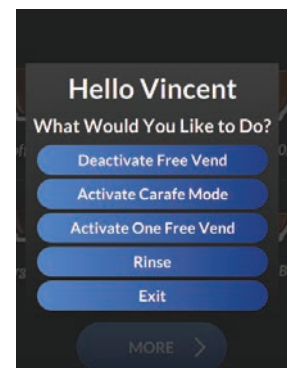 Hello Vincent
What Would You Like to Do?
Deactivate Free Vend
Activate Carafe Mode
Activate One Free Vend
Rinse
Exit
MORE